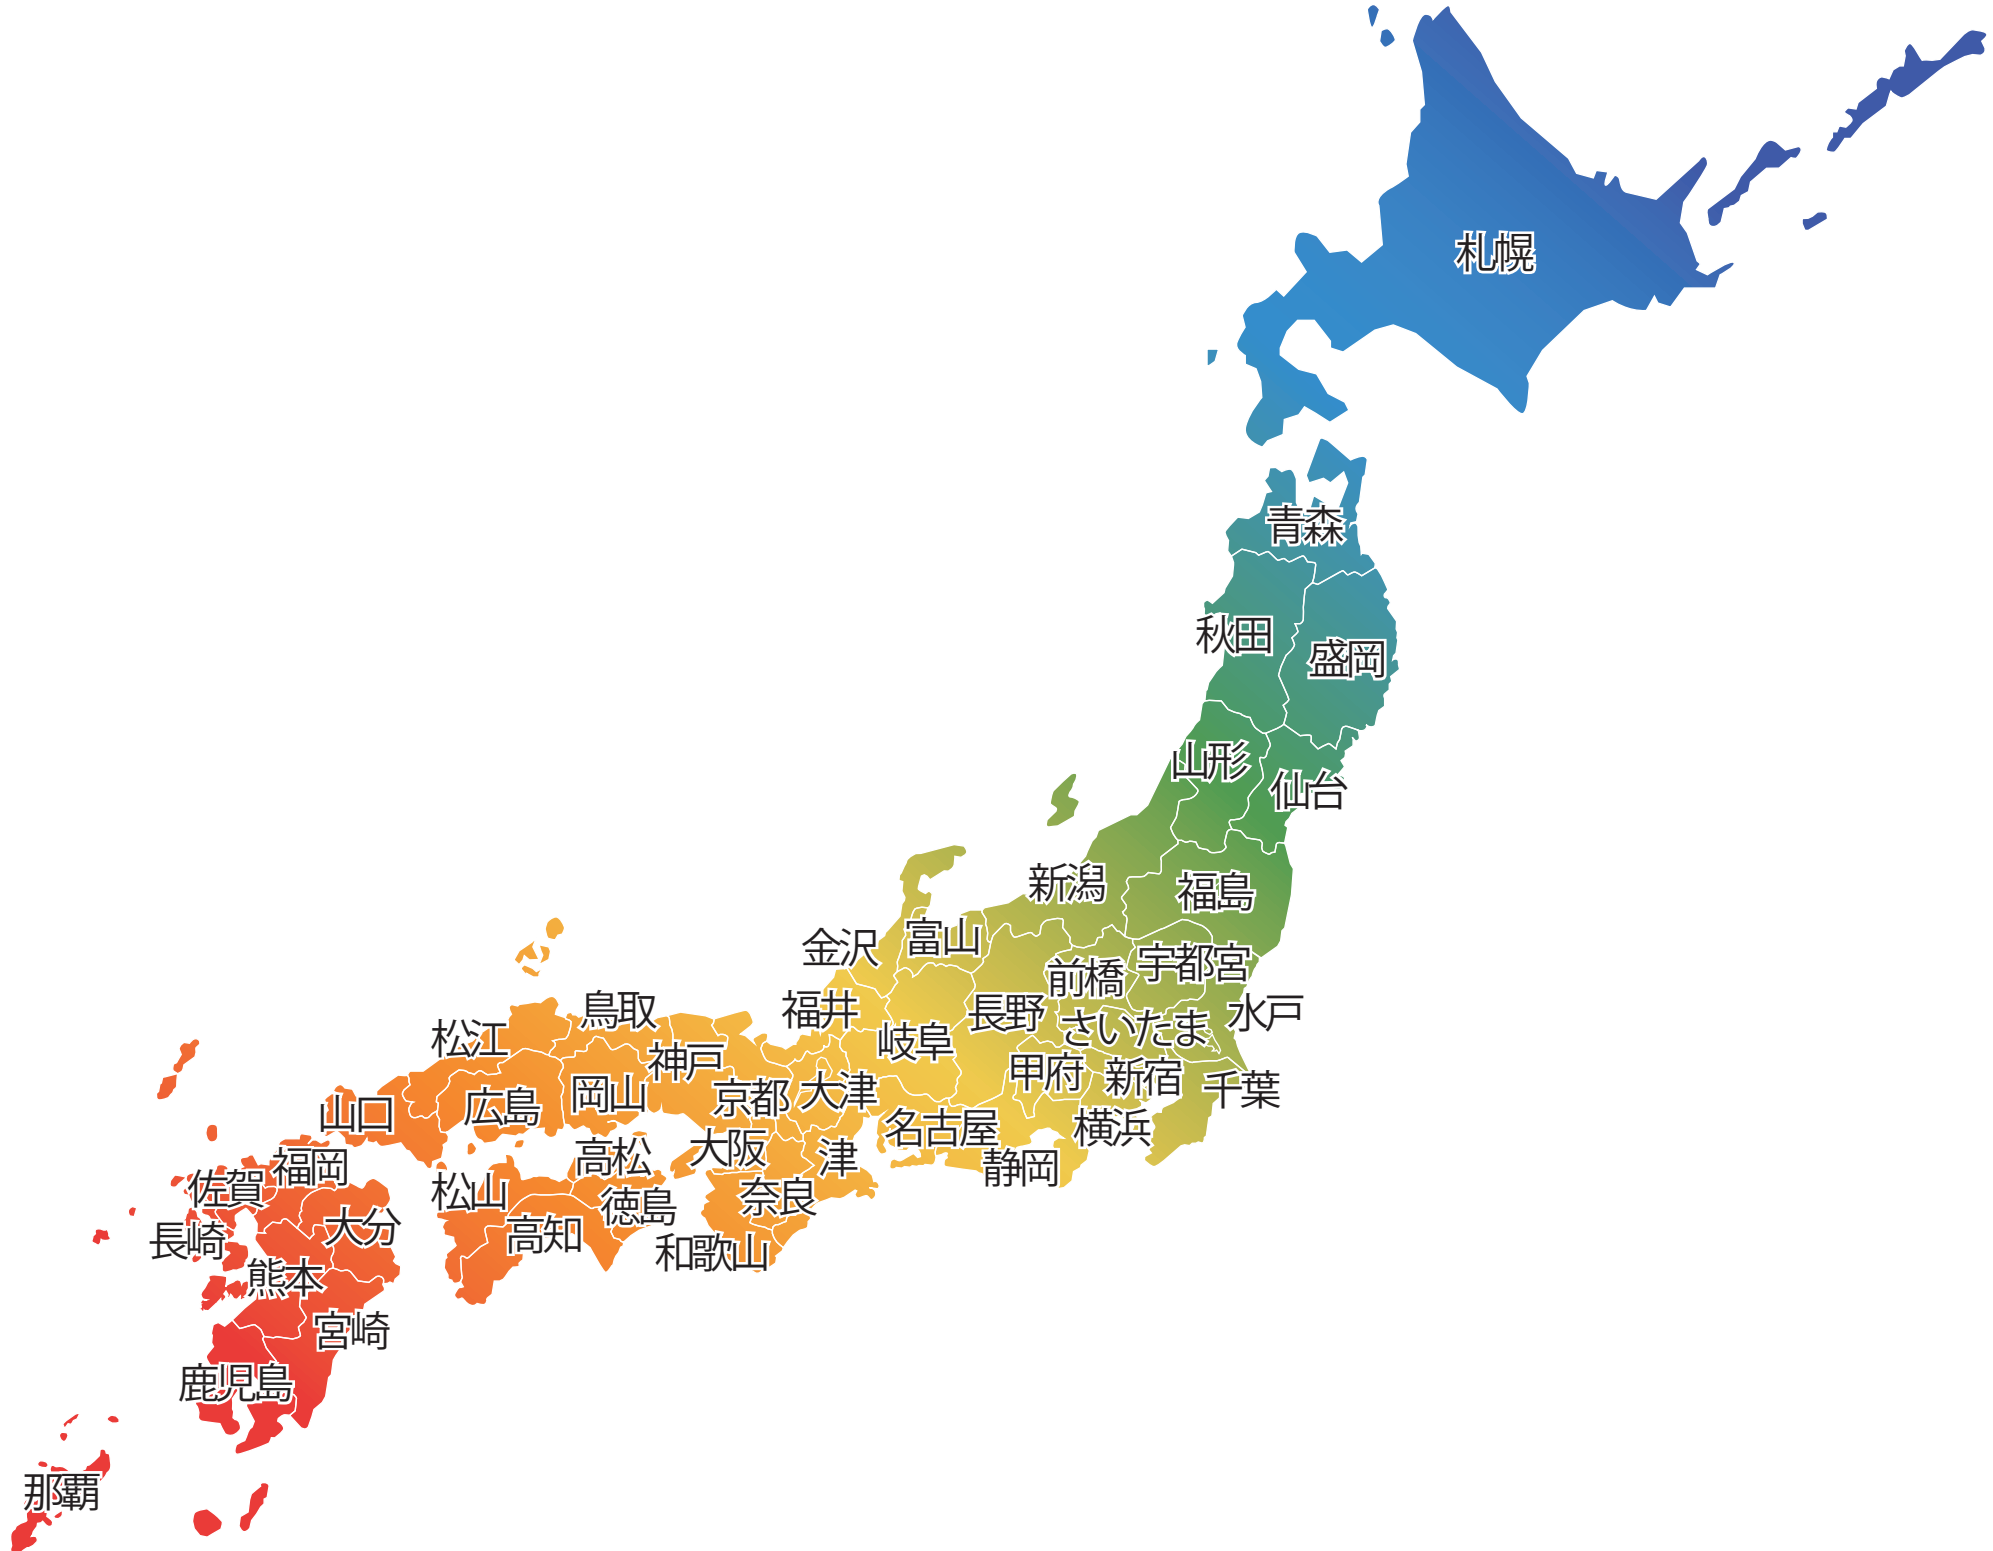 札幌
青森
秋田
盛岡
山形
仙台
新潟
福島
金沢
富山
前橋
宇都宮
福井
長野
水戸
鳥取
松江
岐阜
さいたま
神戸
甲府
新宿
千葉
京都
大津
岡山
広島
山口
名古屋
横浜
大阪
津
静岡
高松
福岡
佐賀
松山
奈良
徳島
高知
大分
長崎
和歌山
熊本
宮崎
鹿児島
那覇